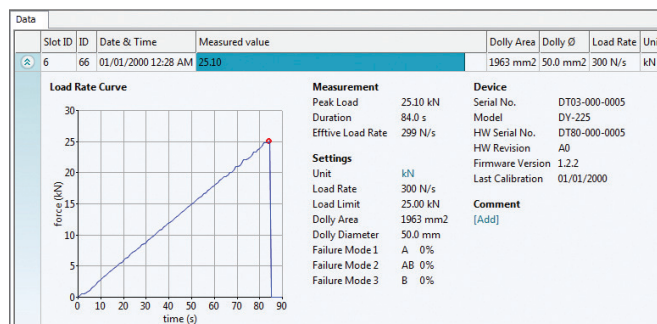 Data
Slot ID ID Date & Time Measured value Dolly Area Dolly Ø Load Rate Uni
6 66 01/01/2000 12:28 AM 25.10 1963 mm2 50.0 mm2 300 N/s kN
Load Rate Curve
30
25
20
15
10
5
0
force (kN)
0 10 20 30 40 50 60 70 80 90
time (s)
Measurement
Peak Load 25.10 kN
Duration 84.0 s
Efftive Load Rate 299 N/s
Settings
Unit kN
Load Rate 300 N/s
Load Limit 25.00 kN
Dolly Area 1963 mm2
Dolly Diameter 50.0 mm
Failure Mode 1 A 0%
Failure Mode 2 AB 0%
Failure Mode 3 B 0%
Device
Serial No. DT03-000-0005
Model DY-225
HW Serial No. DT80-000-0005
HW Revision A0
Firmware Version 1.2.2
Last Calibration 01/01/2000
Comment
[Add]